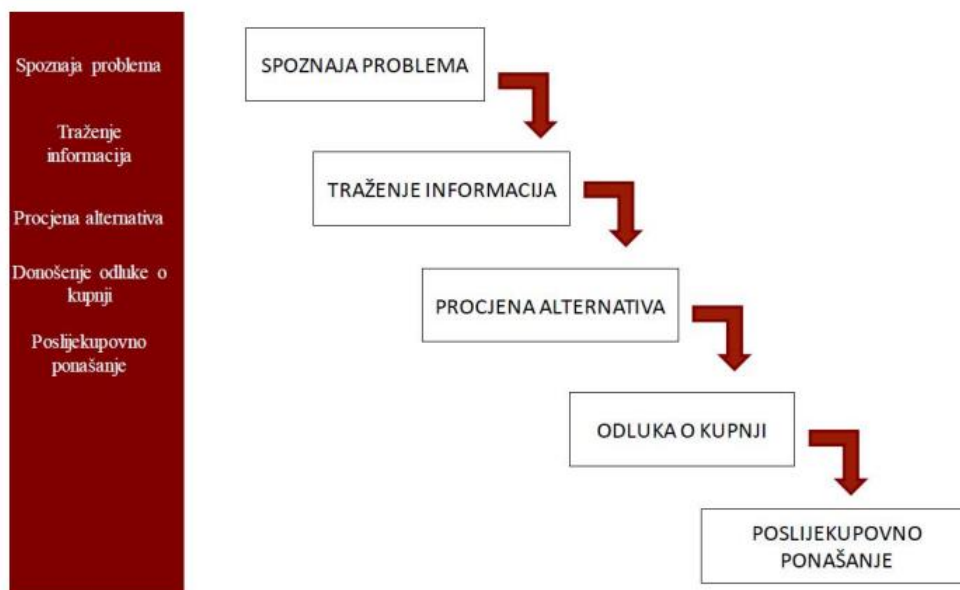 Spoznaja problema
Traženje
informacija
Procjena alternativa
Donošenje odluke o
kupnji
Poslijekupovno
ponašanje
SPOZNAJA PROBLEMA
TRAŽENJE INFORMACIJA
PROCJENA ALTERNATIVA
ODLUKA O KUPNJI
POSLIJEKUPOVNO
PONAŠANJE